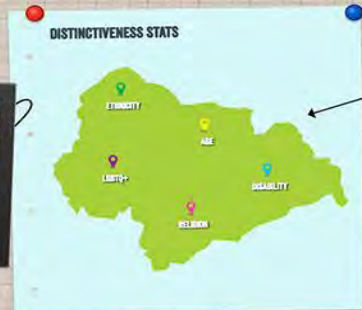 DISTINCTIVENESS STATS
ETHNICITY
AGE
LGBTQ+
DISABILITY
RELIGION